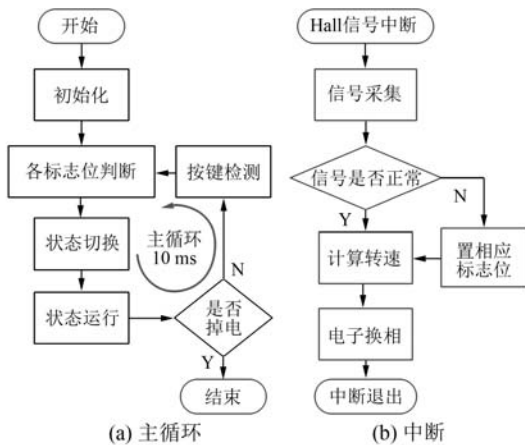 开始
初始化
各标志位判断
按键检测
状态切换
主循环
10 ms
状态运行
是否
掉电
N
Y
结束
(a) 主循环
Hall信号中断
信号采集
信号是否正常
N
Y
计算转速
置相应
标志位
电子换相
中断退出
(b) 中断